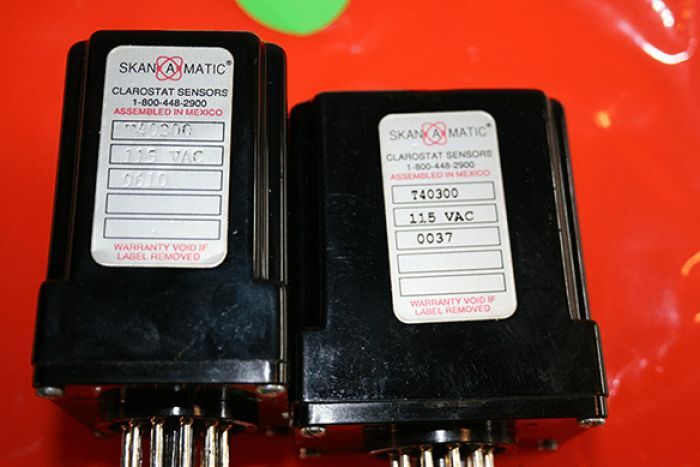 SKAN A MATIC®
CLAROSTAT SENSORS
1-800-448-2900
ASSEMBLED IN MEXICO
T40300
115 VAC
9610
WARRANTY VOID IF
LABEL REMOVED
SKAN A MATIC®
CLAROSTAT SENSORS
1-800-448-2900
ASSEMBLED IN MEXICO
T40300
115 VAC
0037
WARRANTY VOID IF
LABEL REMOVED